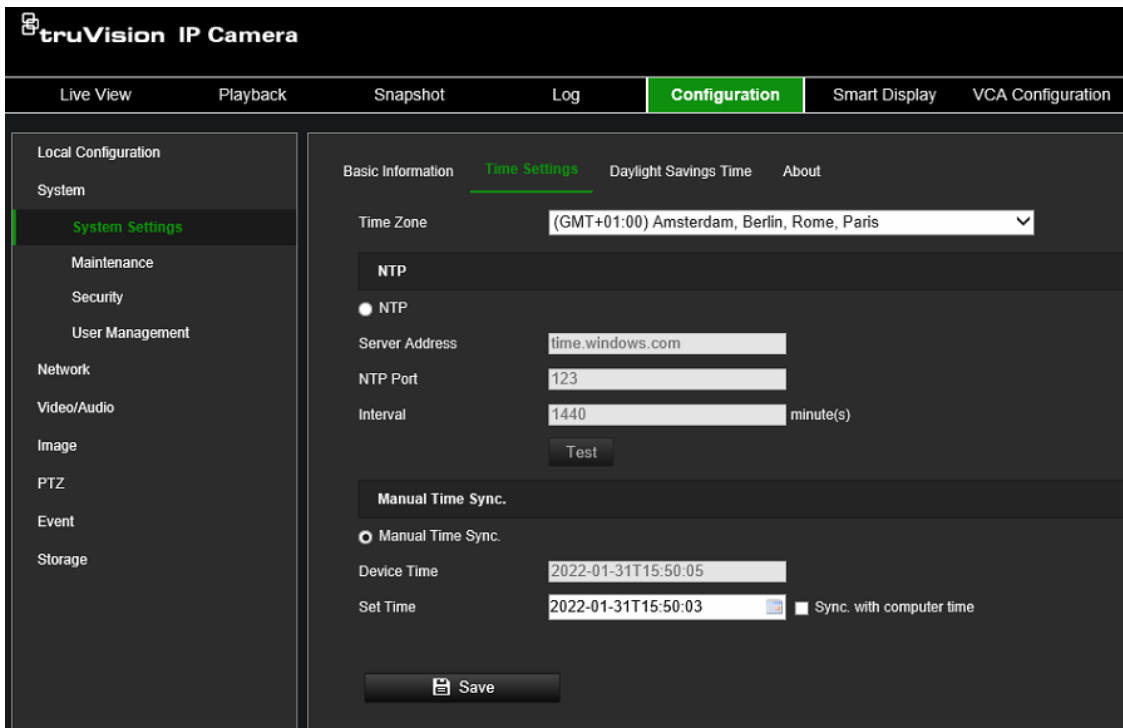 truVision IP Camera
Live View Playback Snapshot Log Configuration Smart Display VCA Configuration
Local Configuration
System
System Settings
Maintenance
Security
User Management
Network
Video/Audio
Image
PTZ
Event
Storage
Basic Information Time Settings Daylight Savings Time About
Time Zone (GMT+01:00) Amsterdam, Berlin, Rome, Paris
NTP
NTP
Server Address time.windows.com
NTP Port 123
Interval 1440 minute(s)
Test
Manual Time Sync.
Manual Time Sync.
Device Time 2022-01-31T15:50:05
Set Time 2022-01-31T15:50:03 Sync. with computer time
Save